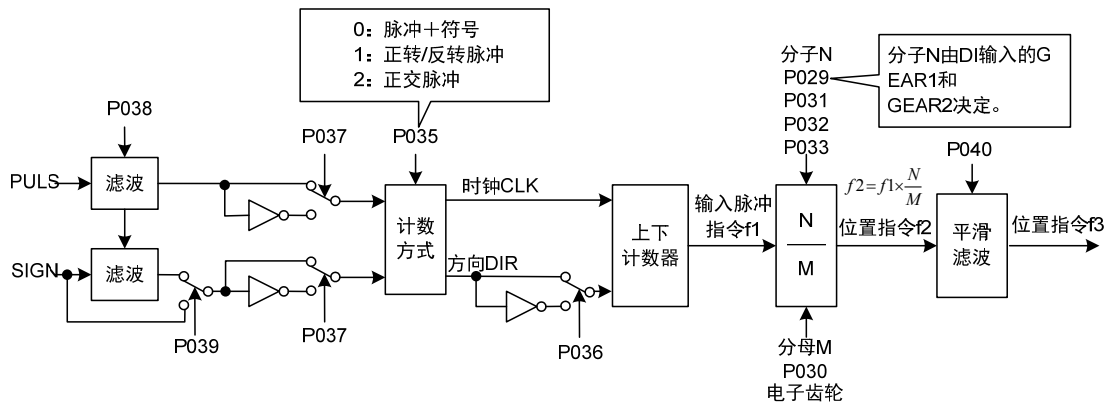 0：脉冲＋符号
1：正转/反转脉冲
2：正交脉冲
P038
P037
P035
分子N
P029
P031
P032
P033
分子N由DI输入的G
EAR1和
GEAR2决定。
P040
PULS
滤波
时钟CLK
计数
方式
上下
计数器
输入脉冲
指令f1
N
M
f2=f1×N/M
位置指令f2
平滑
滤波
位置指令f3
SIGN
滤波
方向DIR
P039
P037
P036
分母M
P030
电子齿轮